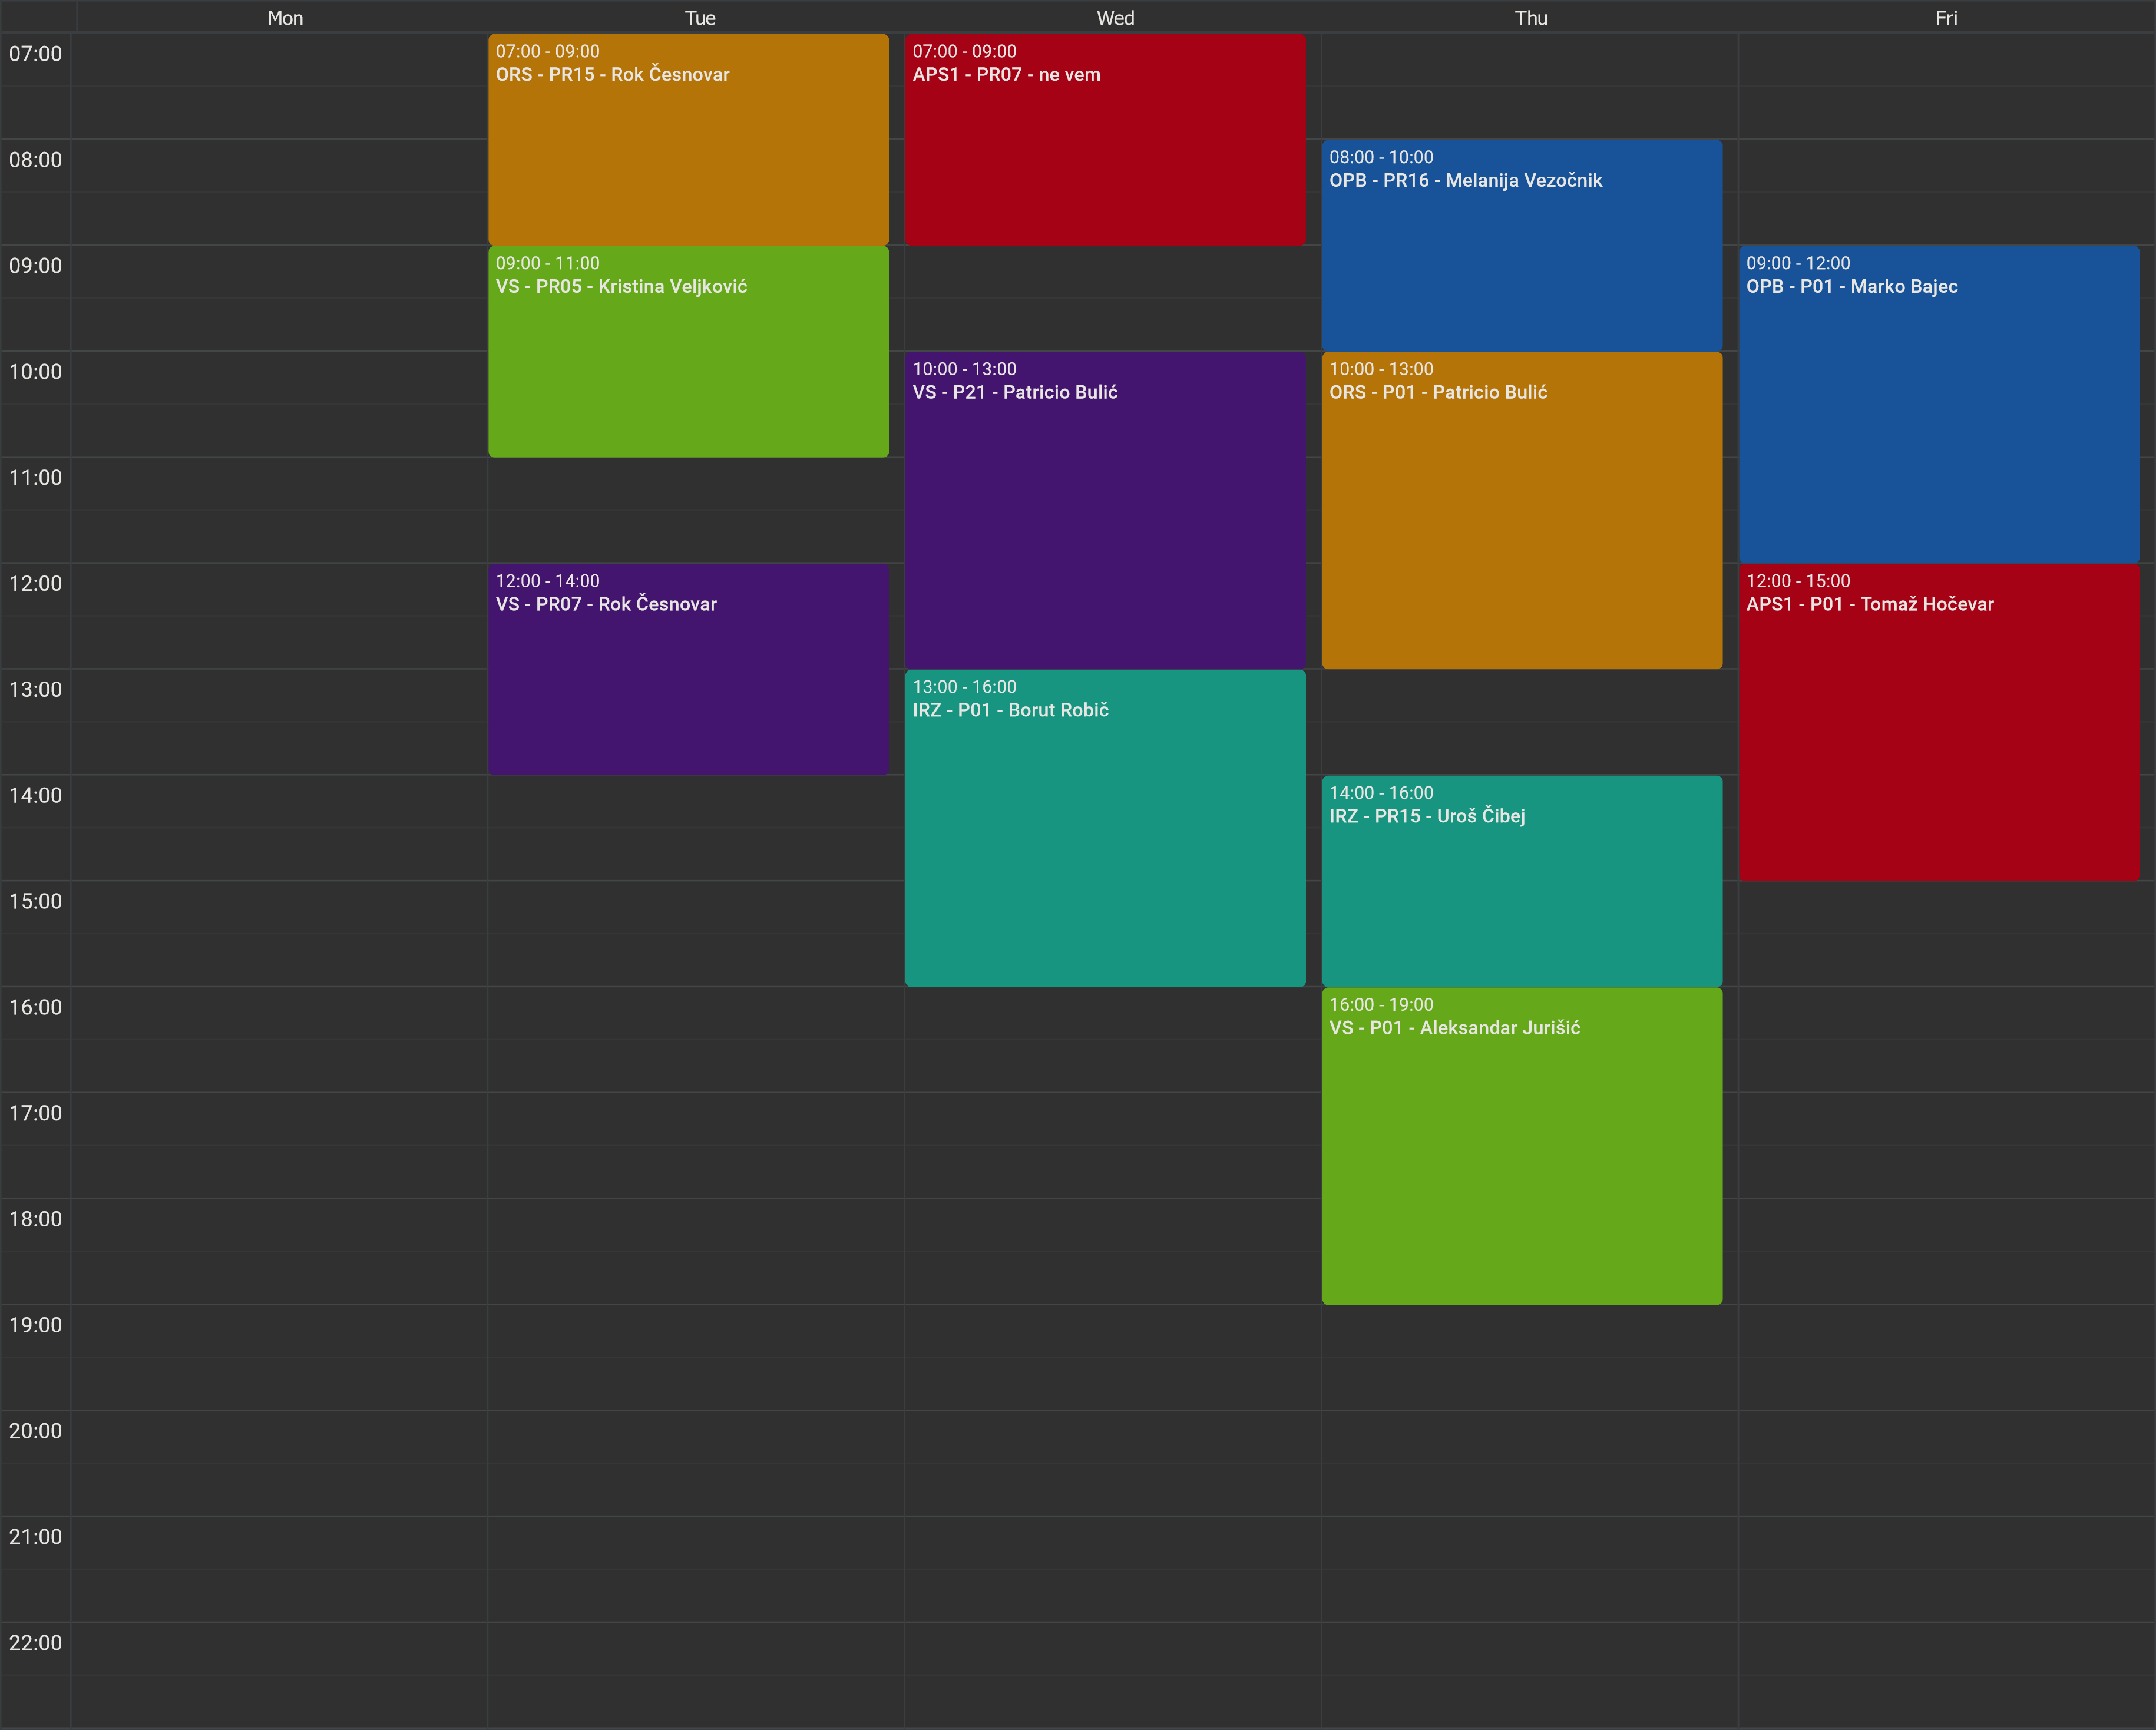 Mon Tue Wed Thu Fri
07:00
08:00
09:00
10:00
11:00
12:00
13:00
14:00
15:00
16:00
17:00
18:00
19:00
20:00
21:00
22:00
07:00 - 09:00
ORS - PR15 - Rok Česnovar
09:00 - 11:00
VS - PR05 - Kristina Veljković
12:00 - 14:00
VS - PR07 - Rok Česnovar
07:00 - 09:00
APS1 - PR07 - ne vem
10:00 - 13:00
VS - P21 - Patricio Bulić
13:00 - 16:00
IRZ - P01 - Borut Robič
08:00 - 10:00
OPB - PR16 - Melanija Vezočnik
10:00 - 13:00
ORS - P01 - Patricio Bulić
14:00 - 16:00
IRZ - PR15 - Uroš Čibej
16:00 - 19:00
VS - P01 - Aleksandar Jurišić
09:00 - 12:00
OPB - P01 - Marko Bajec
12:00 - 15:00
APS1 - P01 - Tomaž Hočevar